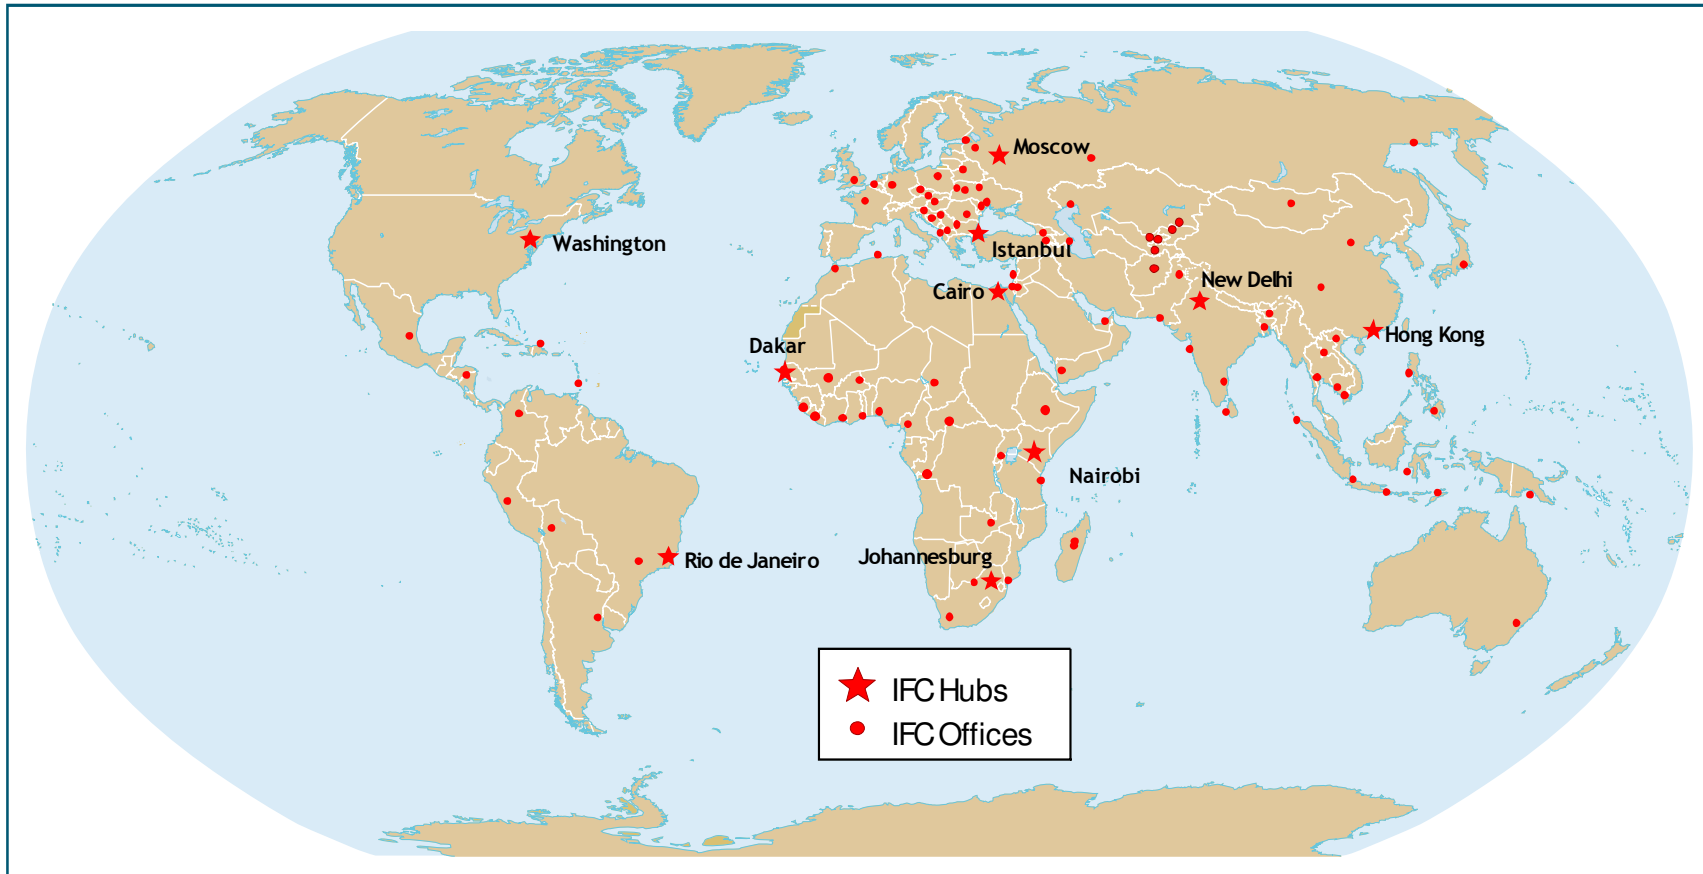 Moscow
Washington
Istanbul
New Delhi
Cairo
Hong Kong
Dakar
Nairobi
Johannesburg
Rio de Janeiro
IFC Hubs
IFC Offices